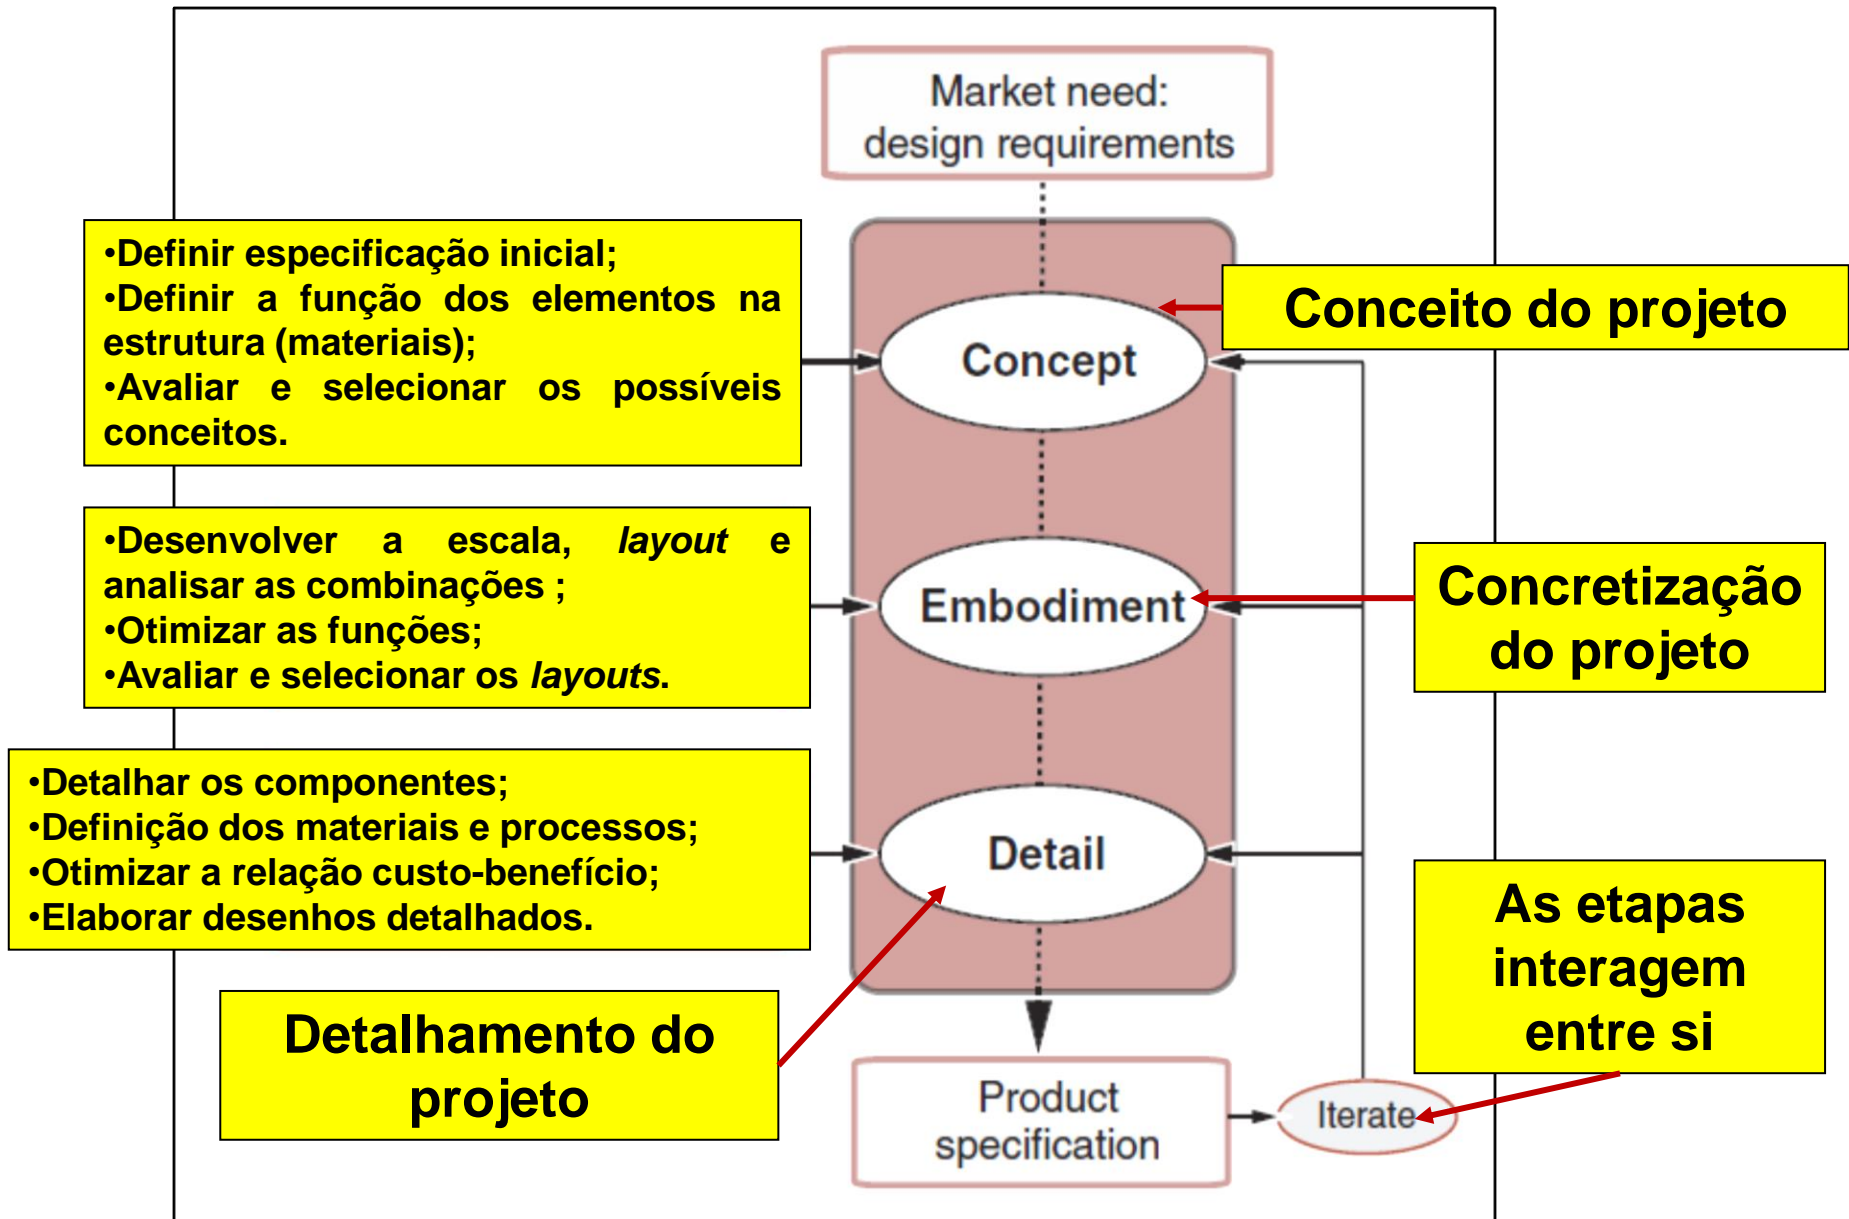 Market need:
design requirements
•Definir especificação inicial;
•Definir a função dos elementos na
estrutura (materiais);
•Avaliar e selecionar os possíveis
conceitos.
Concept
Conceito do projeto
•Desenvolver a escala, layout e
analisar as combinações ;
•Otimizar as funções;
•Avaliar e selecionar os layouts.
Embodiment
Concretização
do projeto
•Detalhar os componentes;
•Definição dos materiais e processos;
•Otimizar a relação custo-benefício;
•Elaborar desenhos detalhados.
Detail
As etapas
interagem
entre si
Detalhamento do
projeto
Product
specification
Iterate